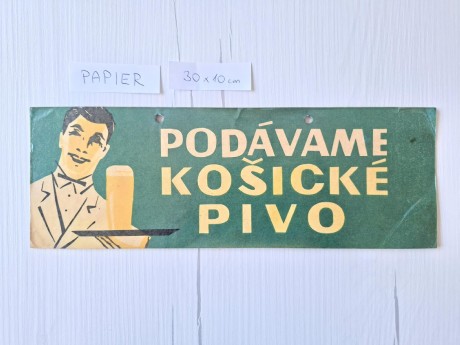 PAPIER
30 x 10 cm
PODÁVAME
KOŠICKÉ
PIVO